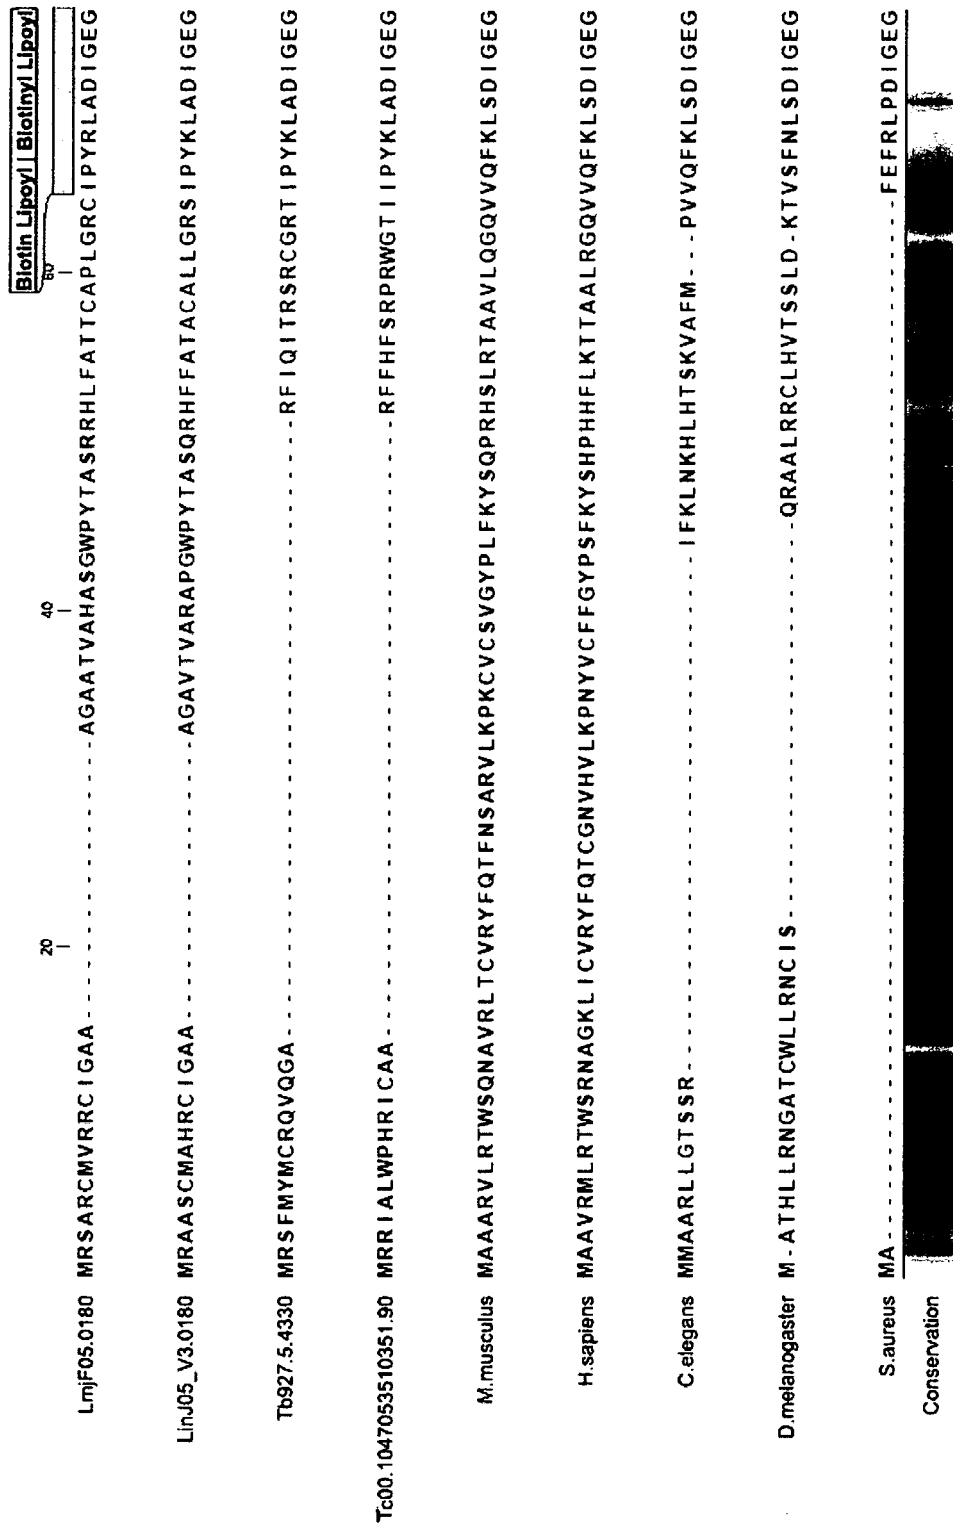 Biotin Lipoyl | Biotinyl Lipoyl
20 40 60
LmjF05.0180 MRSARCMVRRCIGAA------------------AGAATVAHASGWPYTASRRHLFATTCAPLGRCIPYRLADIGEG
LinJ05_V3.0180 MRAASCMAHRCIGAA------------------AGAVTVARAPGWPYTASQRHFFATACALLGRSIPYKLADIGEG
Tb927.5.4330 MRSFMYMCRQVQGA-------------------------------------RFIQITRSRCGRTIPYKLADIGEG
Tc00.1047053510351.90 MRRIALWPHRICAA-------------------------------------RFFHFSRPRWGTIIPYKLADIGEG
M.musculus MAAARVLRTWSQNAVRLTCVRYFQTFNSARVLKPKCVCSVGYPLFKYSQPRHSLRTAAVLQGQVVQFKLSDIGEG
H.sapiens MAAVRMLRTWSRNAGKLICVRYFQTCGNVHVLKPNYVCFFGYPSFKYSHPHHFLKTTAALRGQVVQFKLSDIGEG
C.elegans MMAARLLGTSSR-------------------------------IFKLNKHLHTSKVAFM---PVVQFKLSDIGEG
D.melanogaster M-ATHLLRNGATCWLLRNCIS------------------------QRAALRRCLHVTSSLD-KTVSFNLSDIGEG
S.aureus MA--------------------------------------------------------------FEFRLPDIGEG
Conservation